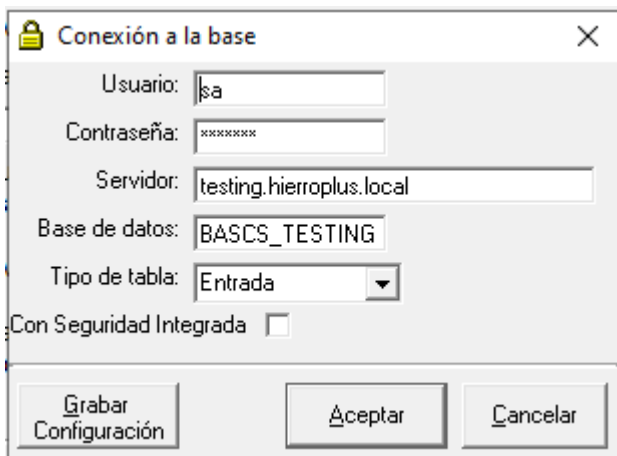 Conexión a la base
Usuario: sa
Contraseña: *******
Servidor: testing.hierroplus.local
Base de datos: BASCS_TESTING
Tipo de tabla: Entrada
Con Seguridad Integrada
Grabar
Configuración
Aceptar
Cancelar